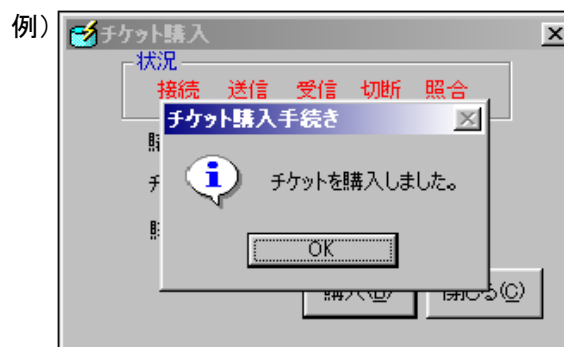 例）
チケット購入
状況
接続 送信 受信 切断 照合
チケット購入手続き
チケットを購入しました。
OK
閉じる(C)